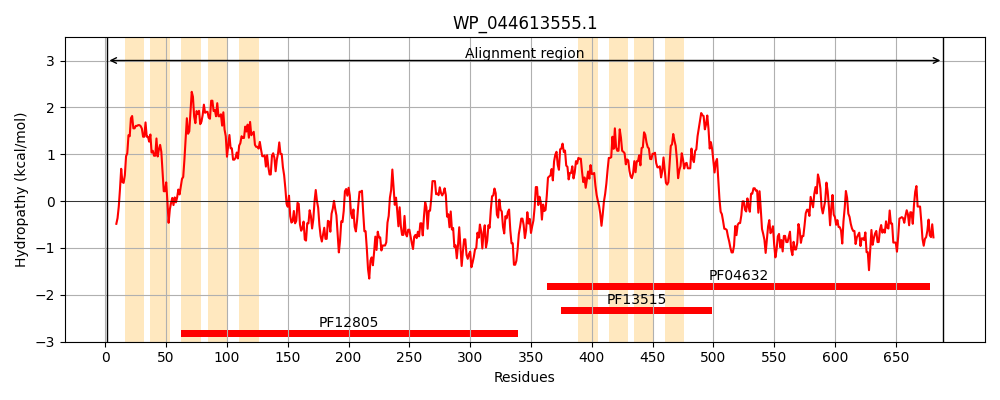 WP_044613555.1
Alignment region
Hydropathy (kcal/mol)
3
2
1
0
−1
−2
−3
PF04632
PF13515
PF12805
0 50 100 150 200 250 300 350 400 450 500 550 600 650
Residues